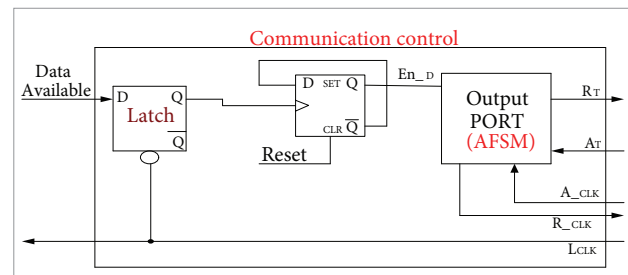 Communication control
Data
Available
D Q
Latch
Q
D SET Q
CLR Q
Reset
En_D
Output
PORT
(AFSM)
RT
AT
A_CLK
R_CLK
LCLK